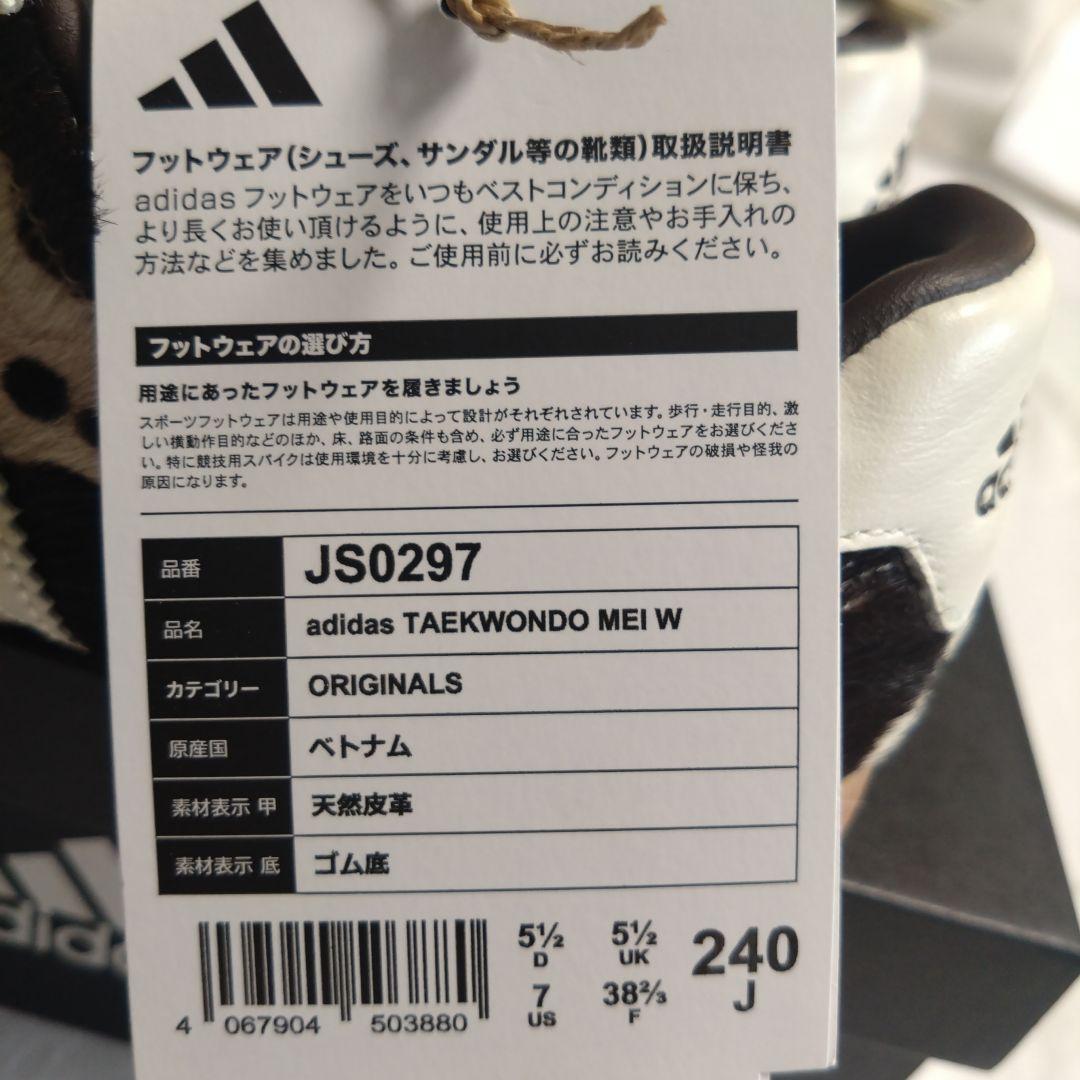 フットウェア(シューズ、サンダル等の靴類)取扱説明書
adidas フットウェアをいつもベストコンディションに保ち、
より長くお使い頂けるように、使用上の注意やお手入れの
方法などを集めました。ご使用前に必ずお読みください。
フットウェアの選び方
用途にあったフットウェアを履きましょう
スポーツフットウェアは用途や使用目的によって設計がそれぞれされています。歩行・走行目的、激
しい横動作目的などのほか、床、路面の条件も含め、必ず用途に合ったフットウェアをお選びくださ
い。特に競技用スパイクは使用環境を十分に考慮し、お選びください。フットウェアの破損や怪我の
原因になります。
品番 JS0297
品名 adidas TAEKWONDO MEI W
カテゴリー ORIGINALS
原産国 ベトナム
素材表示 甲 天然皮革
素材表示 底 ゴム底
5½ D 5½ UK 240 J
7 US 38⅔ F
4 067904 503880